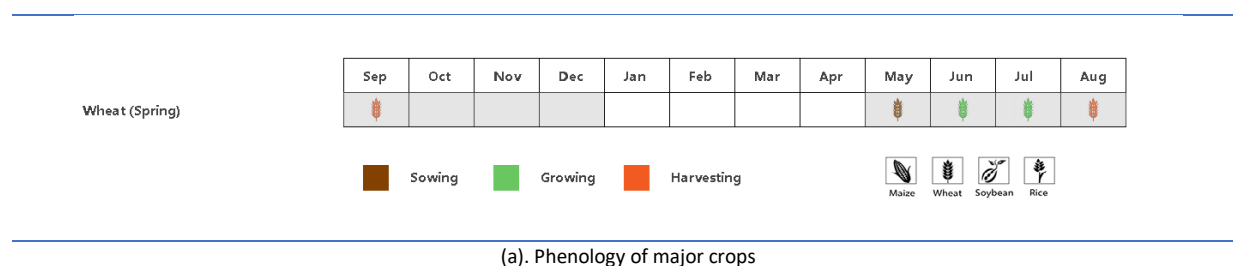 Sep Oct Nov Dec Jan Feb Mar Apr May Jun Jul Aug
Wheat (Spring)
Sowing Growing Harvesting
Maize Wheat Soybean Rice
(a). Phenology of major crops